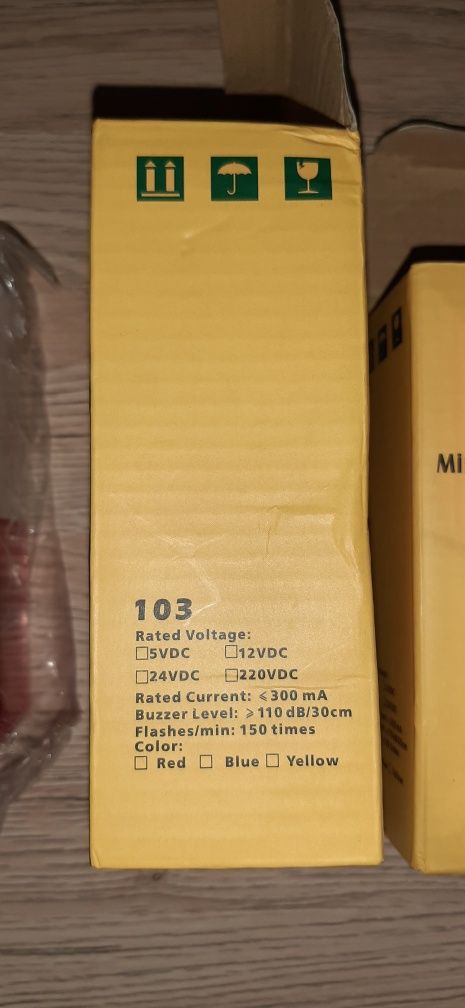 103
Rated Voltage:
□5VDC □12VDC
□24VDC □220VDC
Rated Current: ⩽300 mA
Buzzer Level: ⩾110 dB/30cm
Flashes/min: 150 times
Color:
□ Red □ Blue □ Yellow
Mi